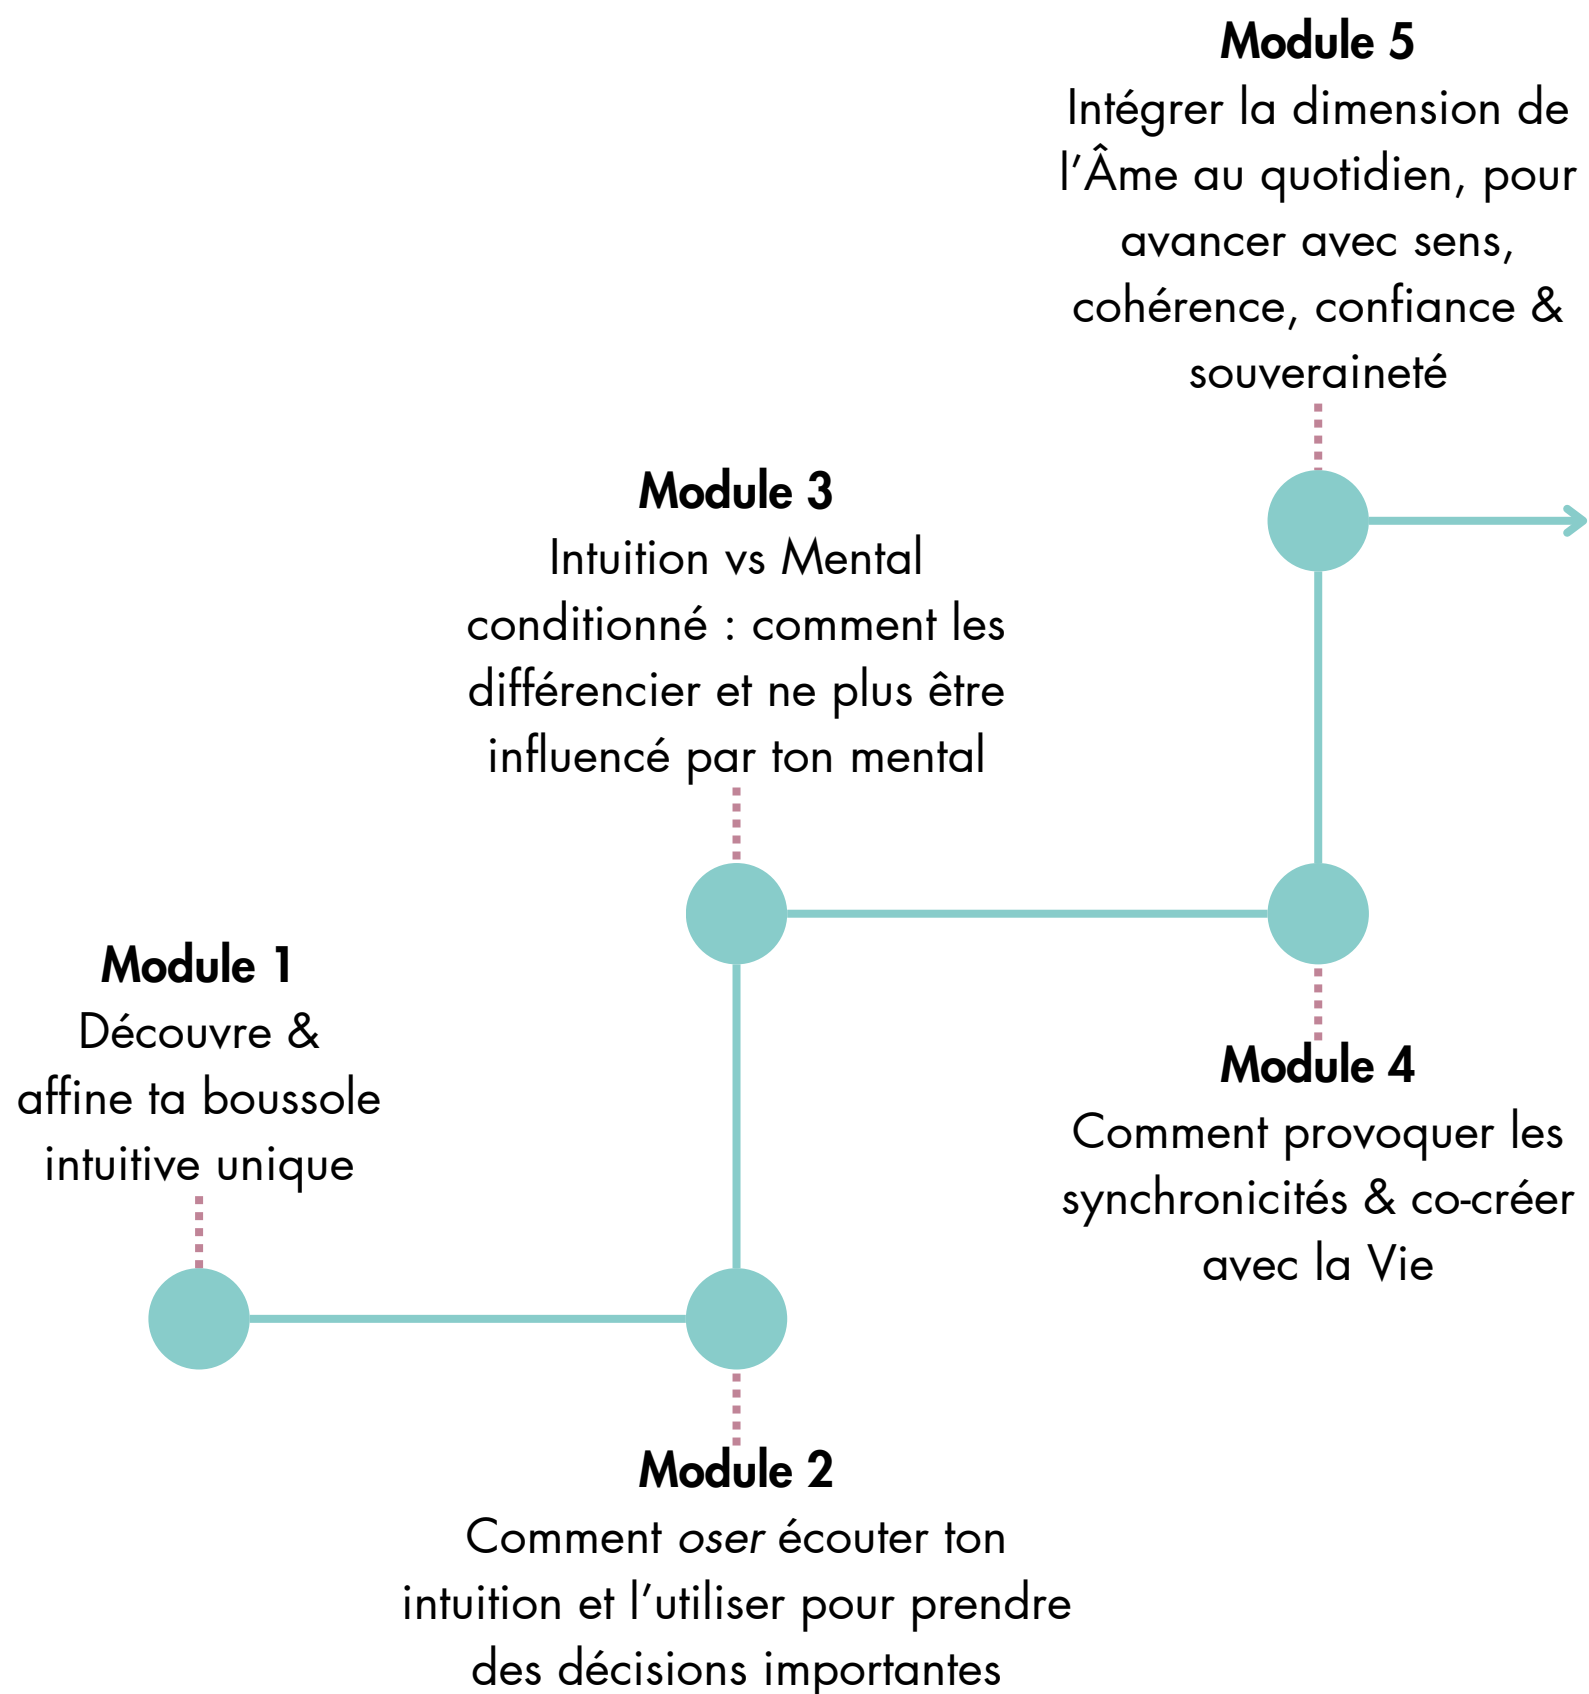 Module 5
Intégrer la dimension de
l’Âme au quotidien, pour
avancer avec sens,
cohérence, confiance &
souveraineté
Module 3
Intuition vs Mental
conditionné : comment les
différencier et ne plus être
influencé par ton mental
Module 1
Découvre &
affine ta boussole
intuitive unique
Module 4
Comment provoquer les
synchronicités & co-créer
avec la Vie
Module 2
Comment oser écouter ton
intuition et l’utiliser pour prendre
des décisions importantes